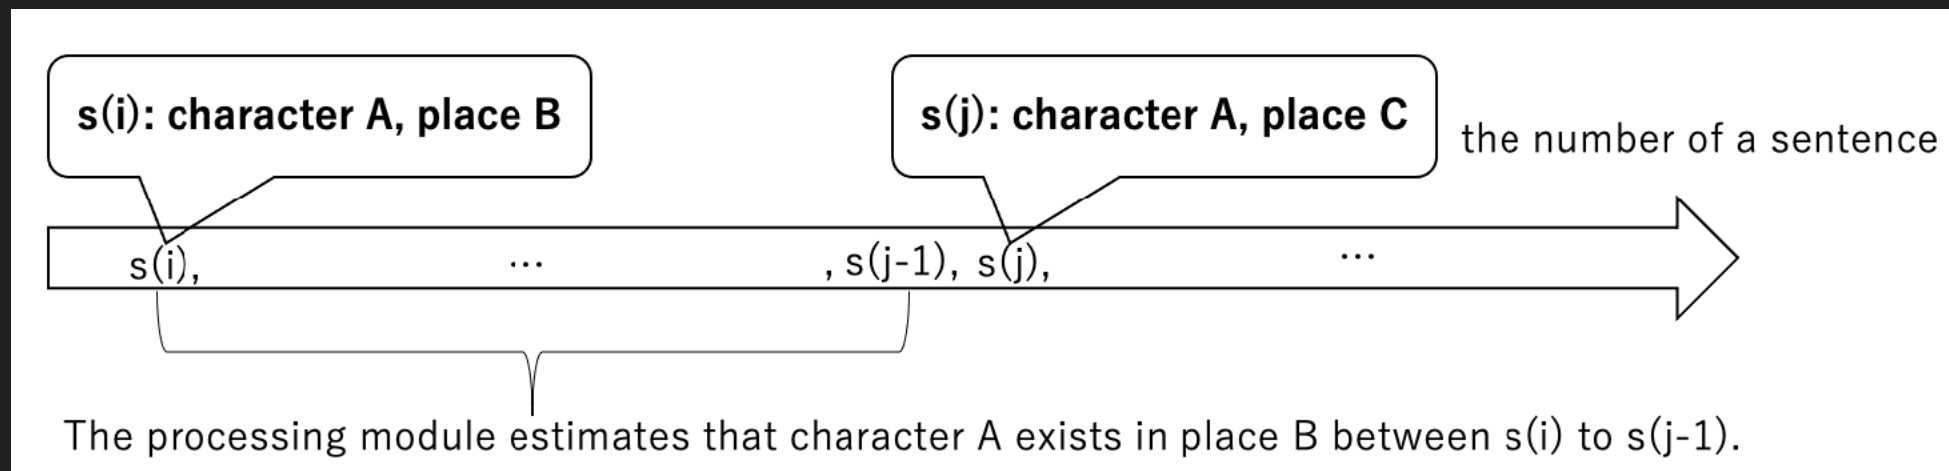 s(i): character A, place B
s(j): character A, place C
the number of a sentence
s(i), ··· , s(j-1), s(j), ···
The processing module estimates that character A exists in place B between s(i) to s(j-1).